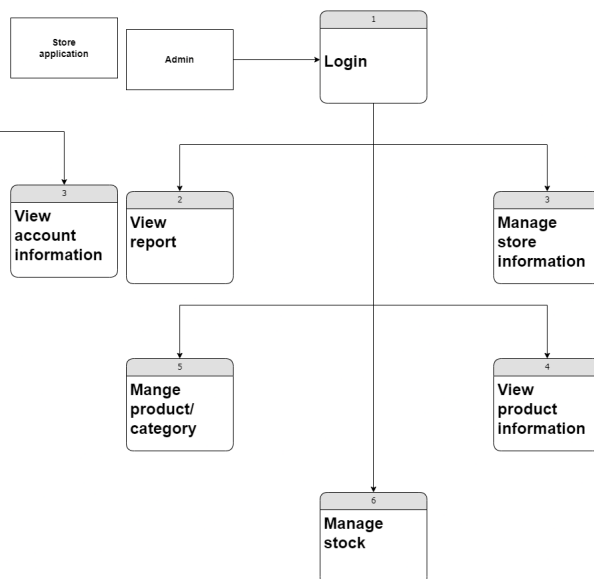 Store
application
Admin
1
Login
3
View
account
information
2
View
report
3
Manage
store
information
5
Mange
product/
category
4
View
product
information
6
Manage
stock